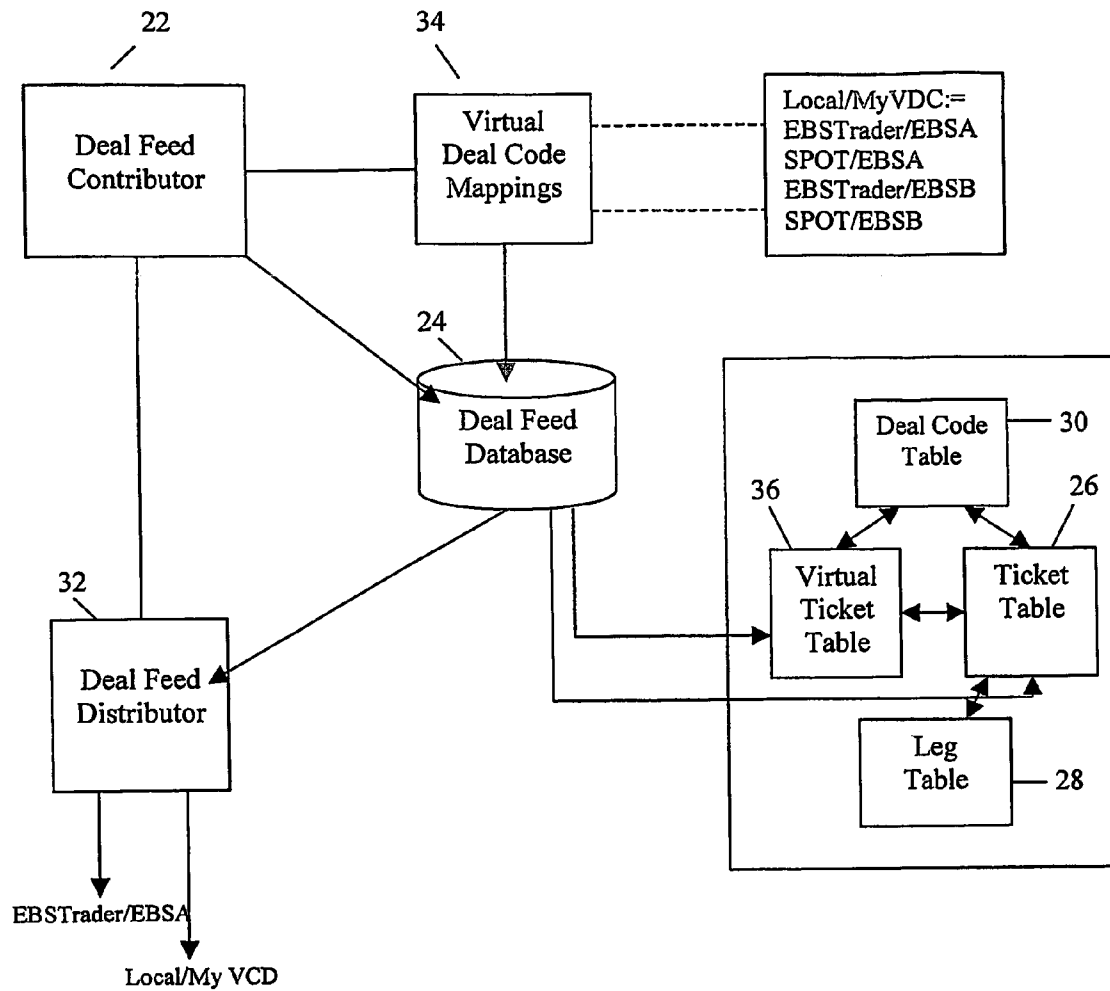 22
34
Deal Feed
Contributor
Virtual
Deal Code
Mappings
Local/MyVDC:=
EBSTrader/EBSA
SPOT/EBSA
EBSTrader/EBSB
SPOT/EBSB
24
Deal Feed
Database
Deal Code
Table
30
36
26
Virtual
Ticket
Table
Ticket
Table
32
Deal Feed
Distributor
Leg
Table
28
EBSTrader/EBSA
Local/My VCD